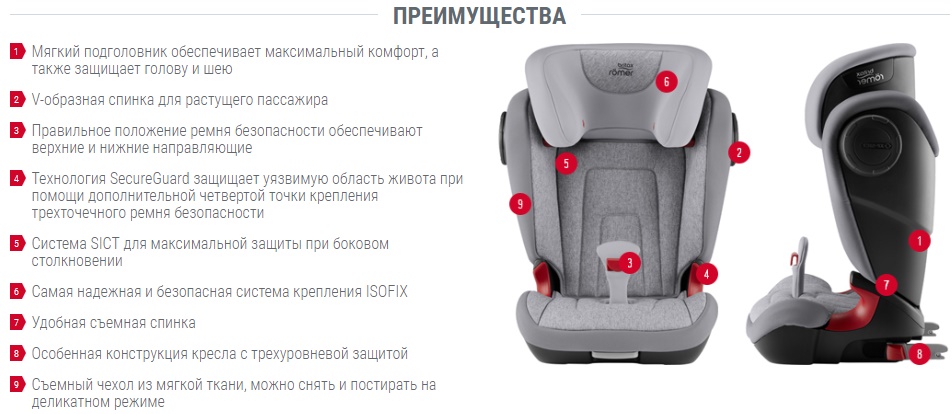 ПРЕИМУЩЕСТВА
1 Мягкий подголовник обеспечивает максимальный комфорт, а
также защищает голову и шею
2 V-образная спинка для растущего пассажира
3 Правильное положение ремня безопасности обеспечивают
верхние и нижние направляющие
4 Технология SecureGuard защищает уязвимую область живота при
помощи дополнительной четвертой точки крепления
трехточечного ремня безопасности
5 Система SICT для максимальной защиты при боковом
столкновении
6 Самая надежная и безопасная система крепления ISOFIX
7 Удобная съемная спинка
8 Особенная конструкция кресла с трехуровневой защитой
9 Съемный чехол из мягкой ткани, можно снять и постирать на
деликатном режиме
römer
6
5
2
9
3
4
römer
1
7
8